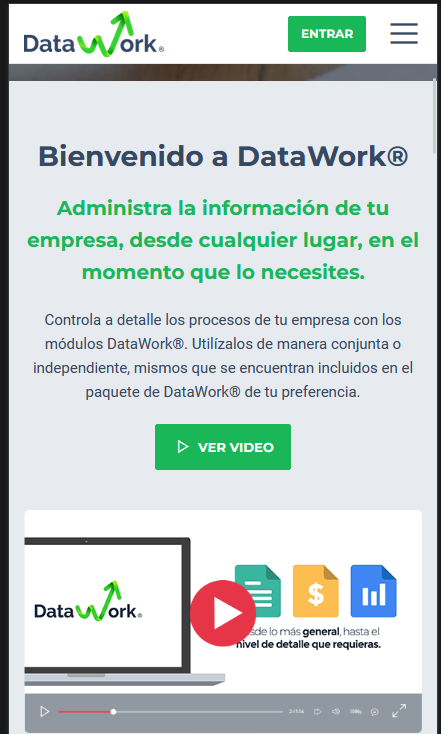 DataWork®
ENTRAR
Bienvenido a DataWork®
Administra la información de tu
empresa, desde cualquier lugar, en el
momento que lo necesites.
Controla a detalle los procesos de tu empresa con los
módulos DataWork®. Utilízalos de manera conjunta o
independiente, mismos que se encuentran incluidos en el
paquete de DataWork® de tu preferencia.
VER VIDEO
DataWork®
$
sde lo más general, hasta el
nivel de detalle que requieras.